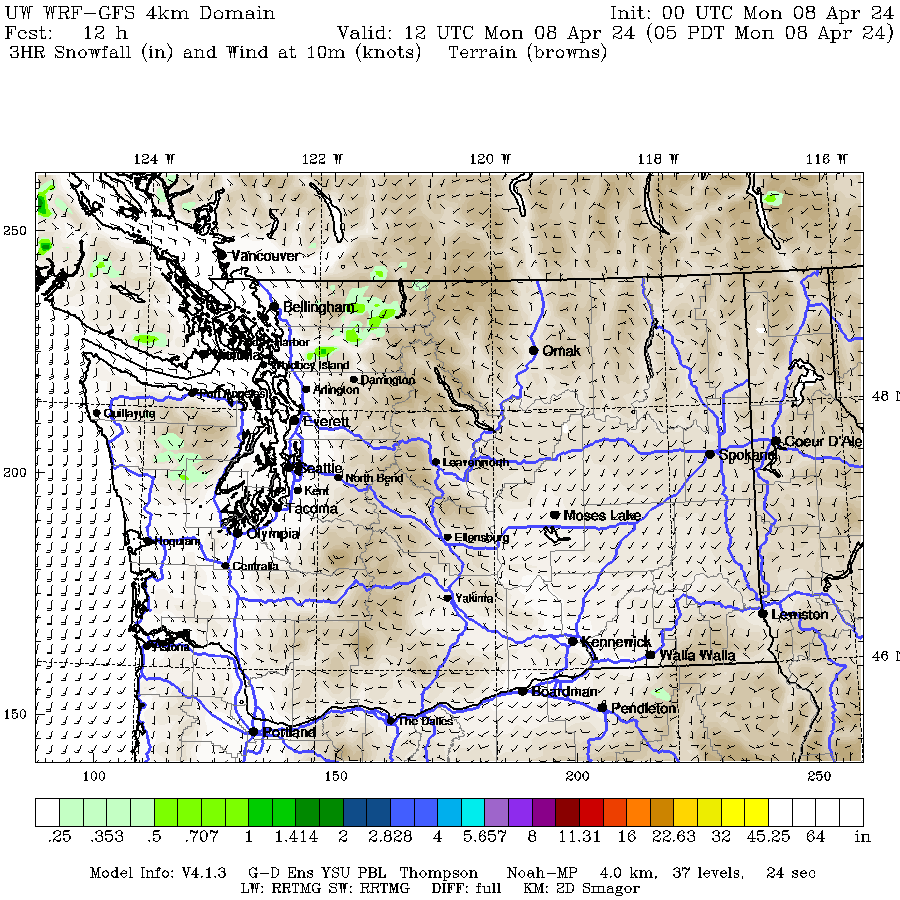 UW WRF-GFS 4km Domain Init: 00 UTC Mon 08 Apr 24
Fcst: 12 h Valid: 12 UTC Mon 08 Apr 24 (05 PDT Mon 08 Apr 24)
3HR Snowfall (in) and Wind at 10m (knots) Terrain (browns)
124 W 122 W 120 W 118 W 116 W
250
Vancouver
Bellingham
Omak
Whidbey Island
Darrington
Arlington
Port Angeles
48 N
Quillayute
Everett
Coeur D'Alene
Spokane
Leavenworth
200
Seattle
North Bend
Kent
Tacoma
Moses Lake
Olympia
Ellensburg
Hoquiam
Centralia
Yakima
Lewiston
Kennewick
Astoria
Walla Walla
46 N
Boardman
Pendleton
150
The Dalles
Portland
100 150 200 250
.25 .353 .5 .707 1 1.414 2 2.828 4 5.657 8 11.31 16 22.63 32 45.25 64 in
Model Info: V4.1.3 G-D Ens YSU PBL Thompson Noah-MP 4.0 km, 37 levels, 24 sec
LW: RRTMG SW: RRTMG DIFF: full KM: 2D Smagor